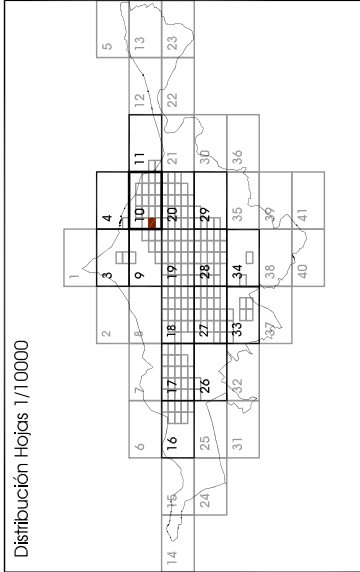 Distribución Hojas 1/10000
1
2 3 4 5
6 7 8 9 10 11 12 13
14 15 16 17 18 19 20 21 22 23
24 25 26 27 28 29 30
31 32 33 34 35 36
37 38 39
40 41